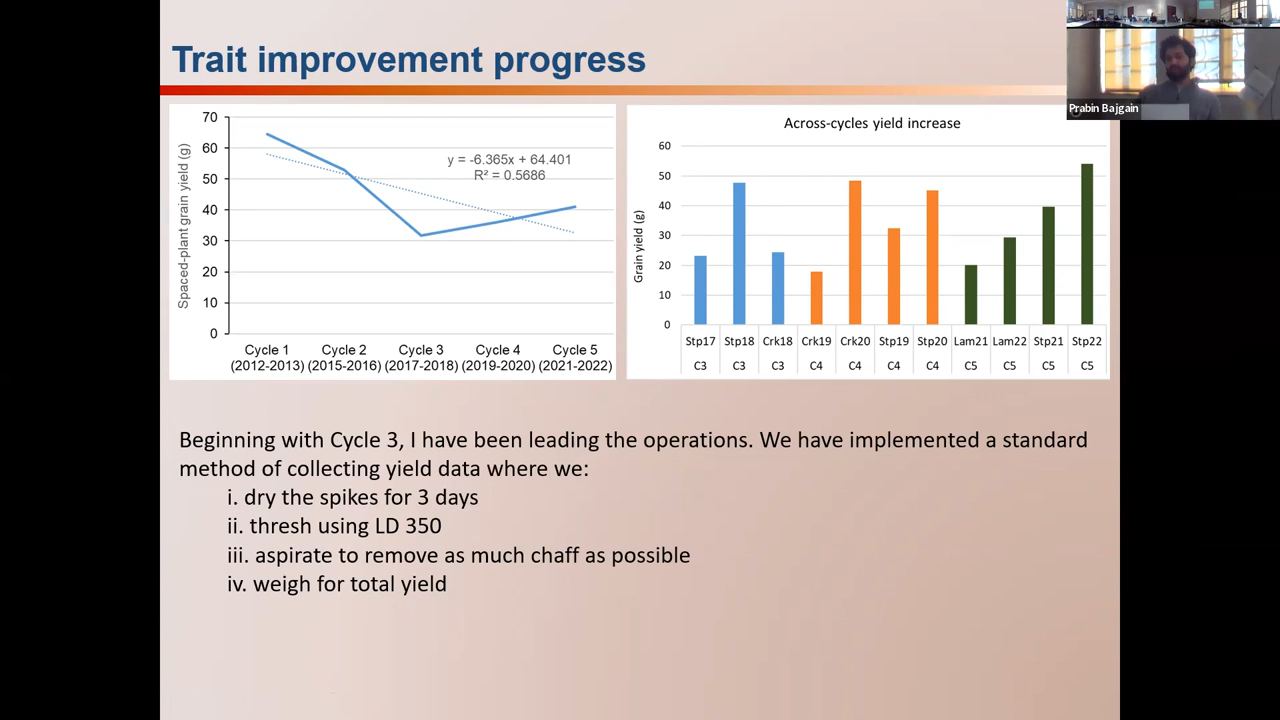 Trait improvement progress
Prabin Bajgain
Spaced-plant grain yield (g)
70
60
50
40
30
20
10
0
y = -6.365x + 64.401
R² = 0.5686
Cycle 1 Cycle 2 Cycle 3 Cycle 4 Cycle 5
(2012-2013) (2015-2016) (2017-2018) (2019-2020) (2021-2022)
Across-cycles yield increase
Grain yield (g)
60
50
40
30
20
10
0
Stp17 Stp18 Crk18 Crk19 Crk20 Stp19 Stp20 Lam21 Lam22 Stp21 Stp22
C3 C3 C3 C4 C4 C4 C4 C5 C5 C5 C5
Beginning with Cycle 3, I have been leading the operations. We have implemented a standard
method of collecting yield data where we:
i. dry the spikes for 3 days
ii. thresh using LD 350
iii. aspirate to remove as much chaff as possible
iv. weigh for total yield